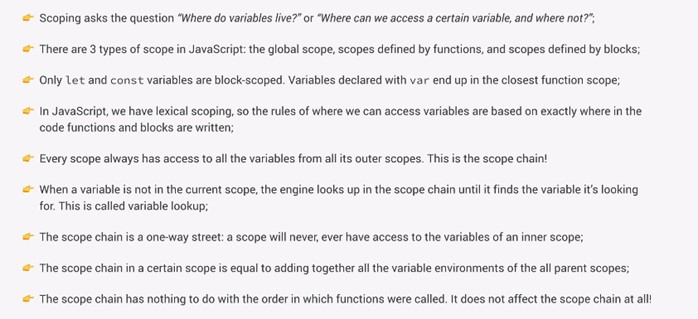 Scoping asks the question “Where do variables live?” or “Where can we access a certain variable, and where not?”;
There are 3 types of scope in JavaScript: the global scope, scopes defined by functions, and scopes defined by blocks;
Only let and const variables are block-scoped. Variables declared with var end up in the closest function scope;
In JavaScript, we have lexical scoping, so the rules of where we can access variables are based on exactly where in the
code functions and blocks are written;
Every scope always has access to all the variables from all its outer scopes. This is the scope chain!
When a variable is not in the current scope, the engine looks up in the scope chain until it finds the variable it’s looking
for. This is called variable lookup;
The scope chain is a one-way street: a scope will never, ever have access to the variables of an inner scope;
The scope chain in a certain scope is equal to adding together all the variable environments of the all parent scopes;
The scope chain has nothing to do with the order in which functions were called. It does not affect the scope chain at all!